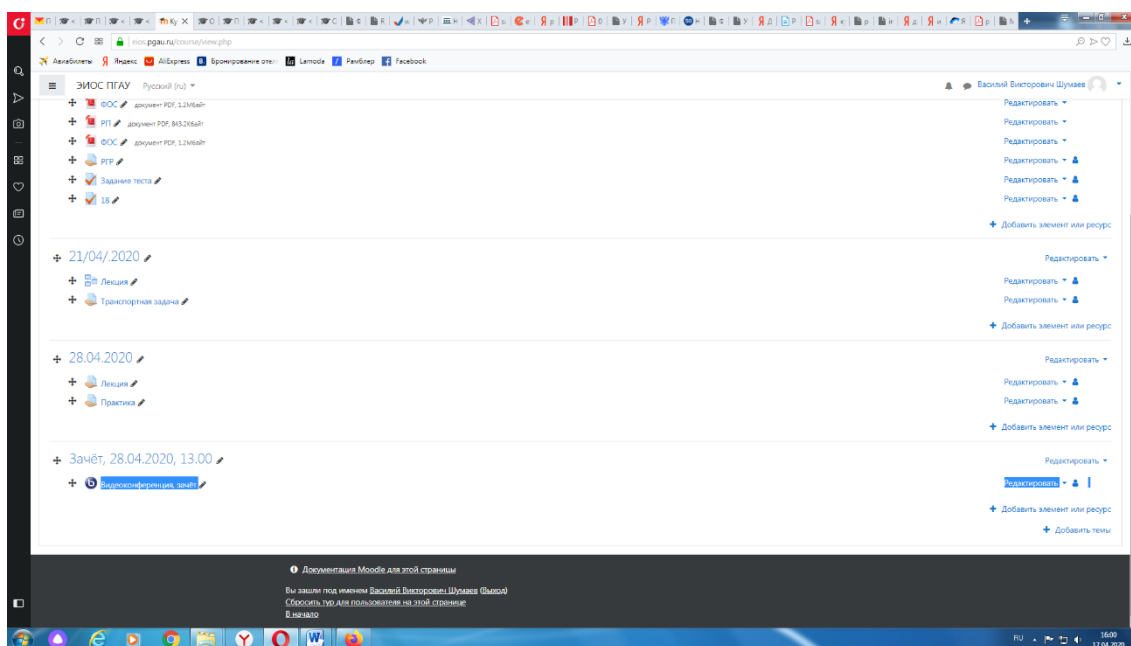 eios.pgau.ru/course/view.php
Авиабилеты Яндекс AliExpress Бронирование отел Lamoda Рамблер Facebook
ЭИОС ПГАУ Русский (ru) Василий Викторович Шумаев
ФОС документ PDF, 1.2Мбайт Редактировать
РП документ PDF, 843.2Кбайт Редактировать
ФОС документ PDF, 1.2Мбайт Редактировать
РГР Редактировать
Задание теста Редактировать
18 Редактировать
Добавить элемент или ресурс
21/04/.2020 Редактировать
Лекция Редактировать
Транспортная задача Редактировать
Добавить элемент или ресурс
28.04.2020 Редактировать
Лекция Редактировать
Практика Редактировать
Добавить элемент или ресурс
Зачёт, 28.04.2020, 13.00 Редактировать
Видеоконференция, зачёт Редактировать
Добавить элемент или ресурс
Добавить темы
Документация Moodle для этой страницы
Вы зашли под именем Василий Викторович Шумаев (Выход)
Сбросить тур для пользователя на этой странице
В начало
RU 16:00
17.04.2020